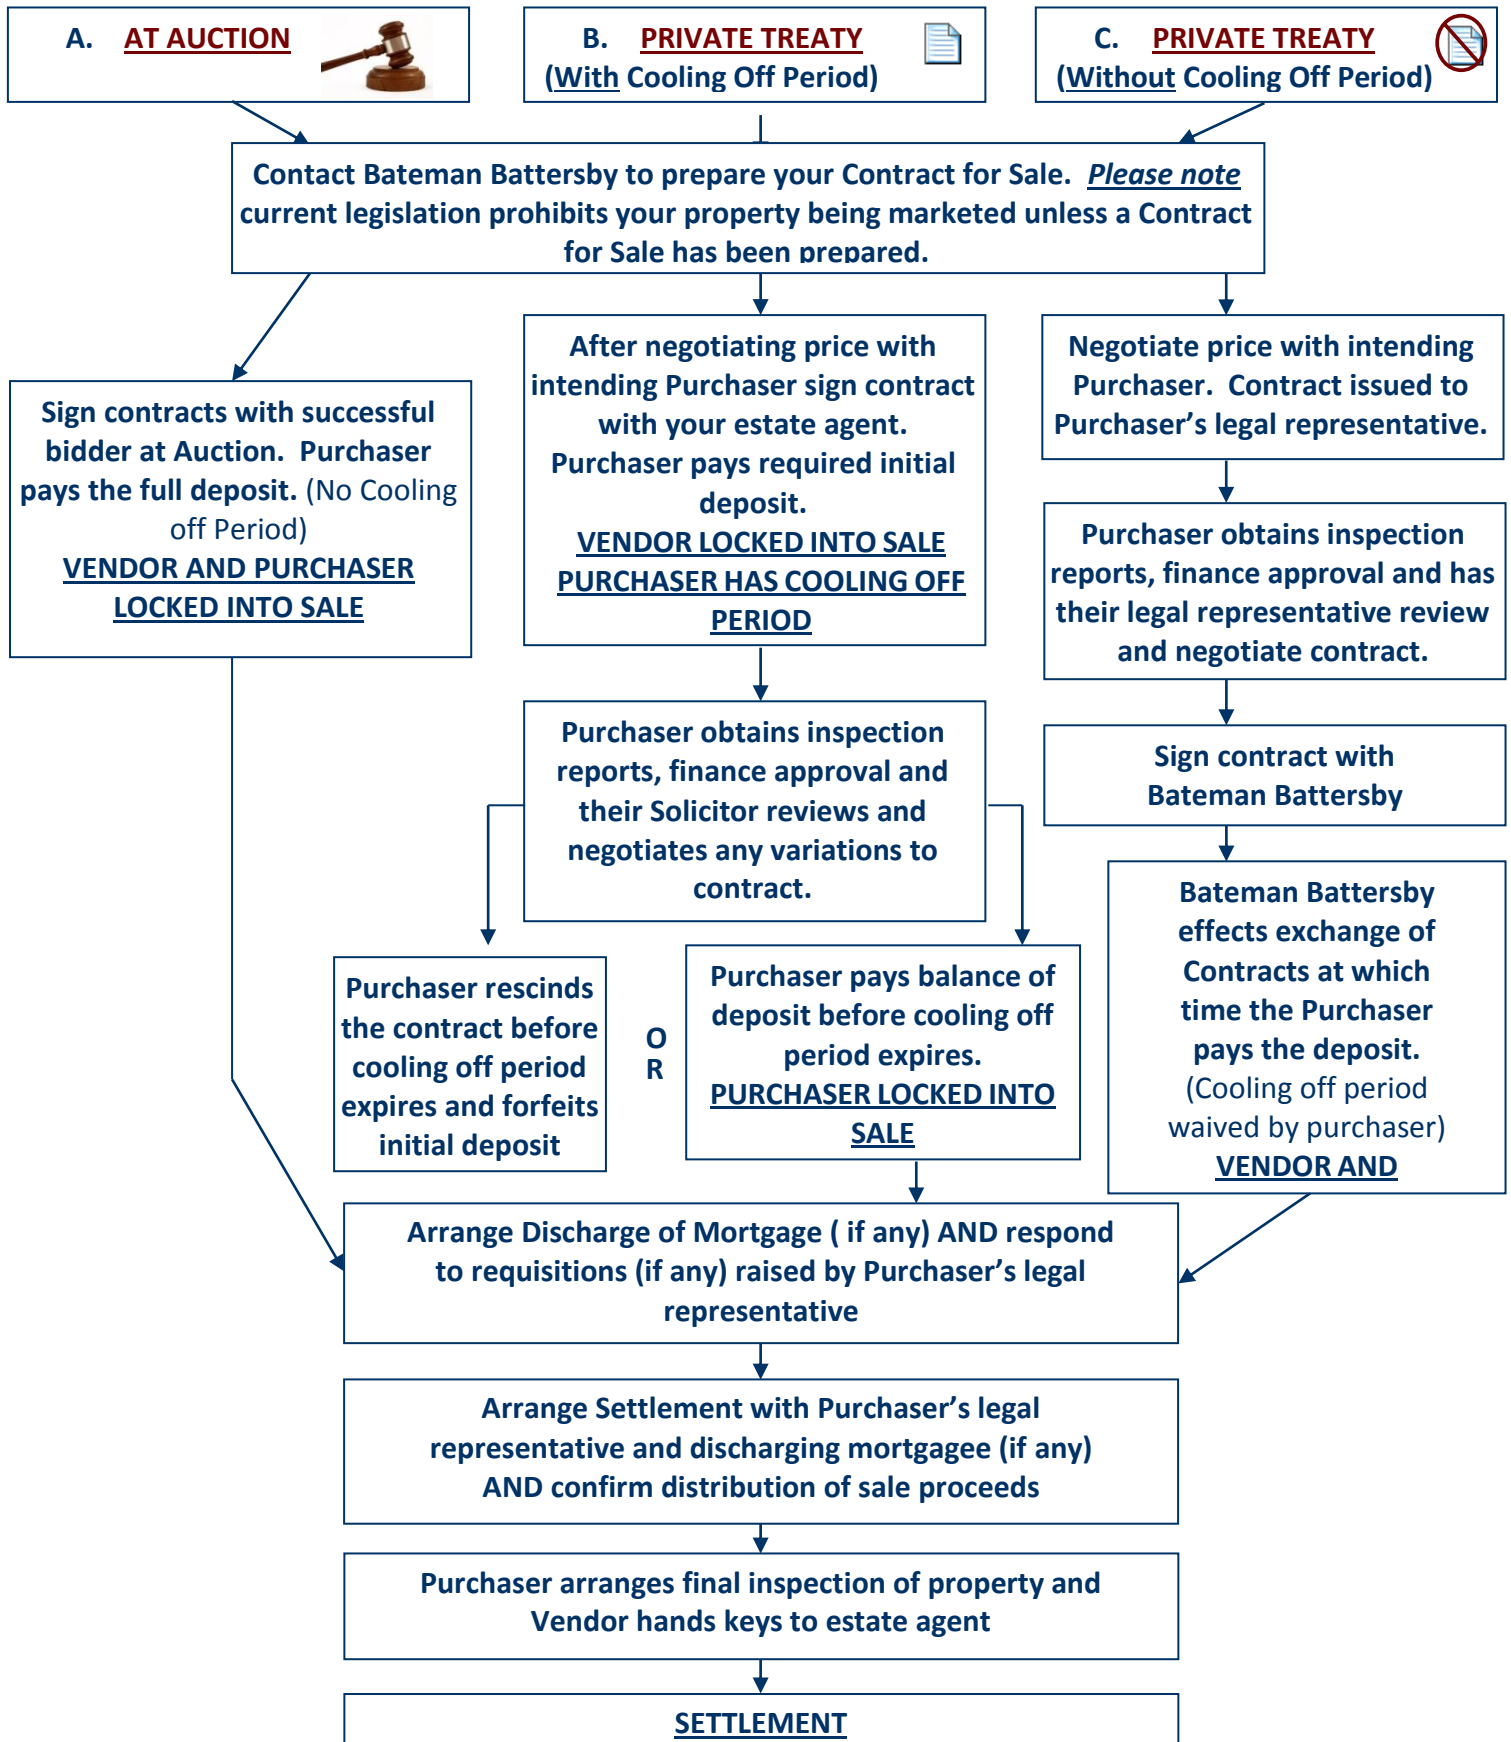 A. AT AUCTION
B. PRIVATE TREATY
(With Cooling Off Period)
C. PRIVATE TREATY
(Without Cooling Off Period)
Contact Bateman Battersby to prepare your Contract for Sale. Please note
current legislation prohibits your property being marketed unless a Contract
for Sale has been prepared.
Sign contracts with successful
bidder at Auction. Purchaser
pays the full deposit. (No Cooling
off Period)
VENDOR AND PURCHASER
LOCKED INTO SALE
After negotiating price with
intending Purchaser sign contract
with your estate agent.
Purchaser pays required initial
deposit.
VENDOR LOCKED INTO SALE
PURCHASER HAS COOLING OFF
PERIOD
Negotiate price with intending
Purchaser. Contract issued to
Purchaser’s legal representative.
Purchaser obtains inspection
reports, finance approval and has
their legal representative review
and negotiate contract.
Purchaser obtains inspection
reports, finance approval and
their Solicitor reviews and
negotiates any variations to
contract.
Sign contract with
Bateman Battersby
Bateman Battersby
effects exchange of
Contracts at which
time the Purchaser
pays the deposit.
(Cooling off period
waived by purchaser)
VENDOR AND
Purchaser rescinds
the contract before
cooling off period
expires and forfeits
initial deposit
O
R
Purchaser pays balance of
deposit before cooling off
period expires.
PURCHASER LOCKED INTO
SALE
Arrange Discharge of Mortgage ( if any) AND respond
to requisitions (if any) raised by Purchaser’s legal
representative
Arrange Settlement with Purchaser’s legal
representative and discharging mortgagee (if any)
AND confirm distribution of sale proceeds
Purchaser arranges final inspection of property and
Vendor hands keys to estate agent
SETTLEMENT